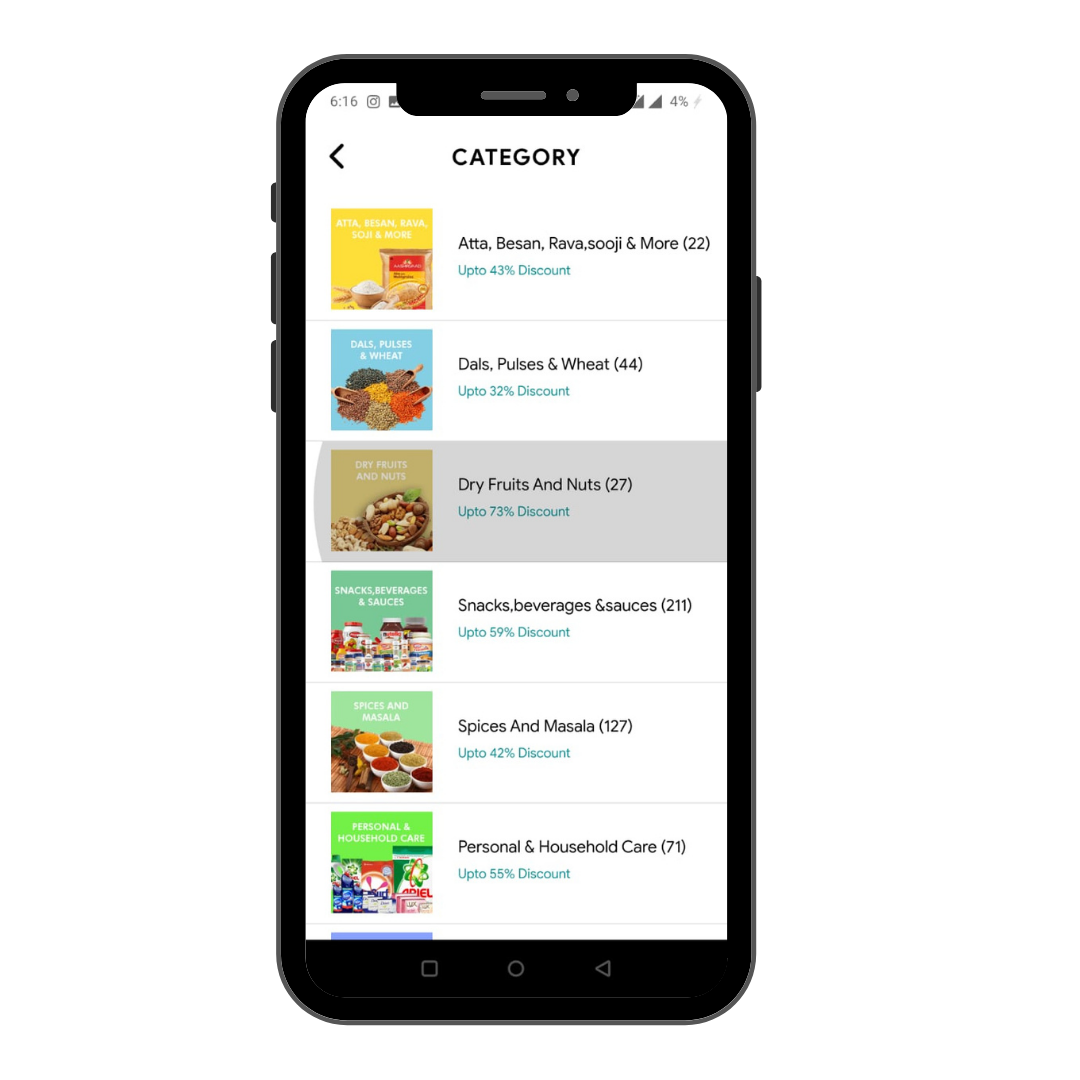 6:16
4%
CATEGORY
ATTA, BESAN, RAVA,
SOJI & MORE
Atta, Besan, Rava,sooji & More (22)
Upto 43% Discount
DALS, PULSES
& WHEAT
Dals, Pulses & Wheat (44)
Upto 32% Discount
DRY FRUITS
AND NUTS
Dry Fruits And Nuts (27)
Upto 73% Discount
SNACKS,BEVERAGES
& SAUCES
Snacks,beverages &sauces (211)
Upto 59% Discount
SPICES AND
MASALA
Spices And Masala (127)
Upto 42% Discount
PERSONAL &
HOUSEHOLD CARE
Personal & Household Care (71)
Upto 55% Discount
ARIEL